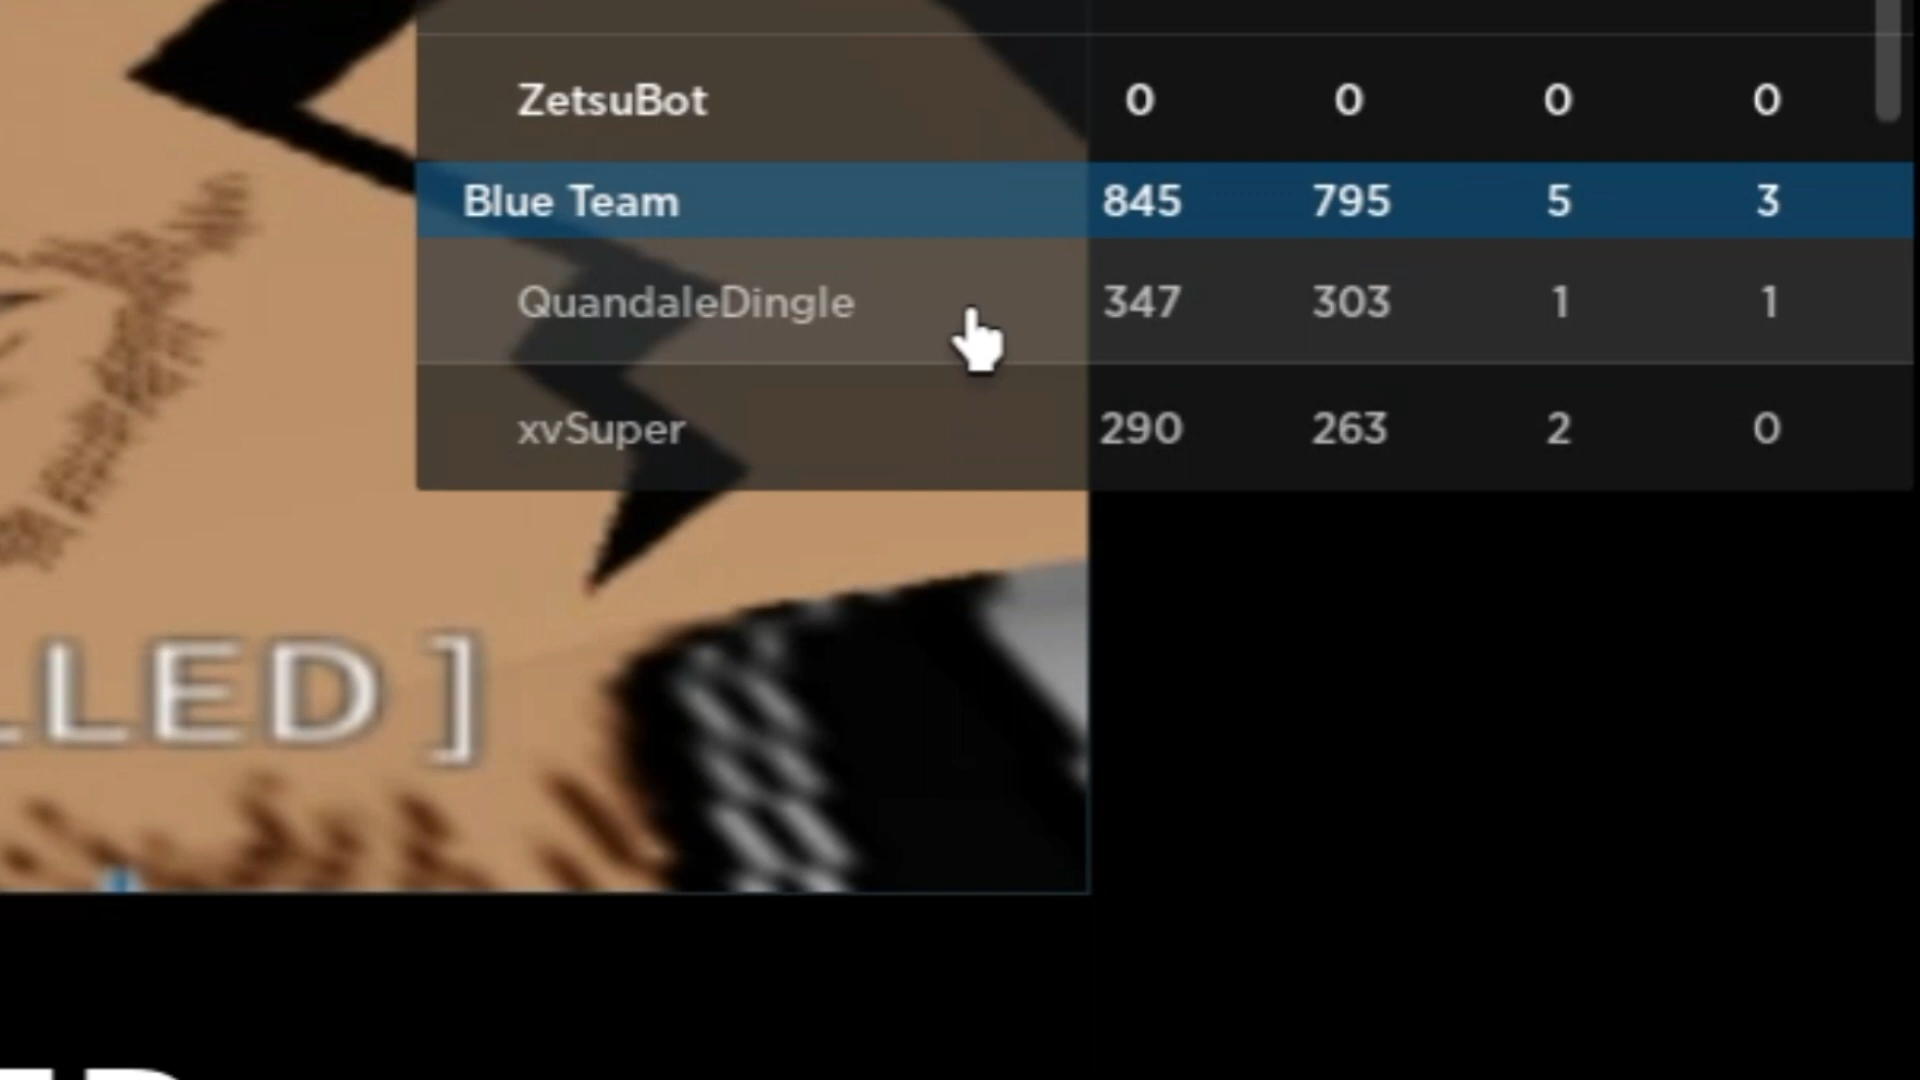 ZetsuBot 0 0 0 0
Blue Team 845 795 5 3
QuandaleDingle 347 303 1 1
xvSuper 290 263 2 0
LLED ]